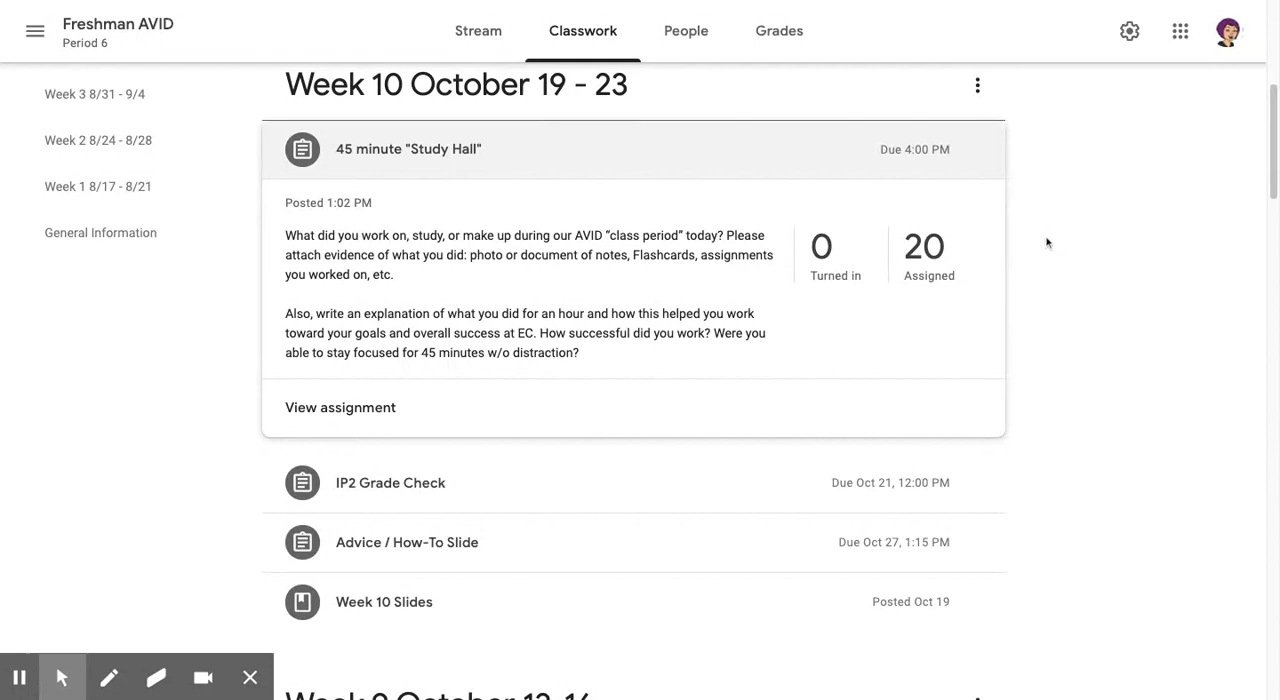 Freshman AVID
Period 6
Stream
Classwork
People
Grades
Week 3 8/31 - 9/4
Week 2 8/24 - 8/28
Week 1 8/17 - 8/21
General Information
Week 10 October 19 - 23
45 minute "Study Hall"
Due 4:00 PM
Posted 1:02 PM
What did you work on, study, or make up during our AVID “class period” today? Please
attach evidence of what you did: photo or document of notes, Flashcards, assignments
you worked on, etc.
Also, write an explanation of what you did for an hour and how this helped you work
toward your goals and overall success at EC. How successful did you work? Were you
able to stay focused for 45 minutes w/o distraction?
0
Turned in
20
Assigned
View assignment
IP2 Grade Check
Due Oct 21, 12:00 PM
Advice / How-To Slide
Due Oct 27, 1:15 PM
Week 10 Slides
Posted Oct 19
Week 9 October 12-16